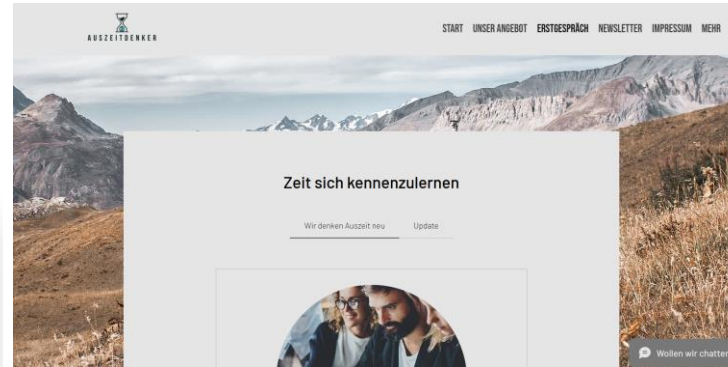 AUSZEITDENKER
START UNSER ANGEBOT ERSTGESPRÄCH NEWSLETTER IMPRESSUM MEHR
Zeit sich kennenzulernen
Wir denken Auszeit neu Update
Wollen wir chatten